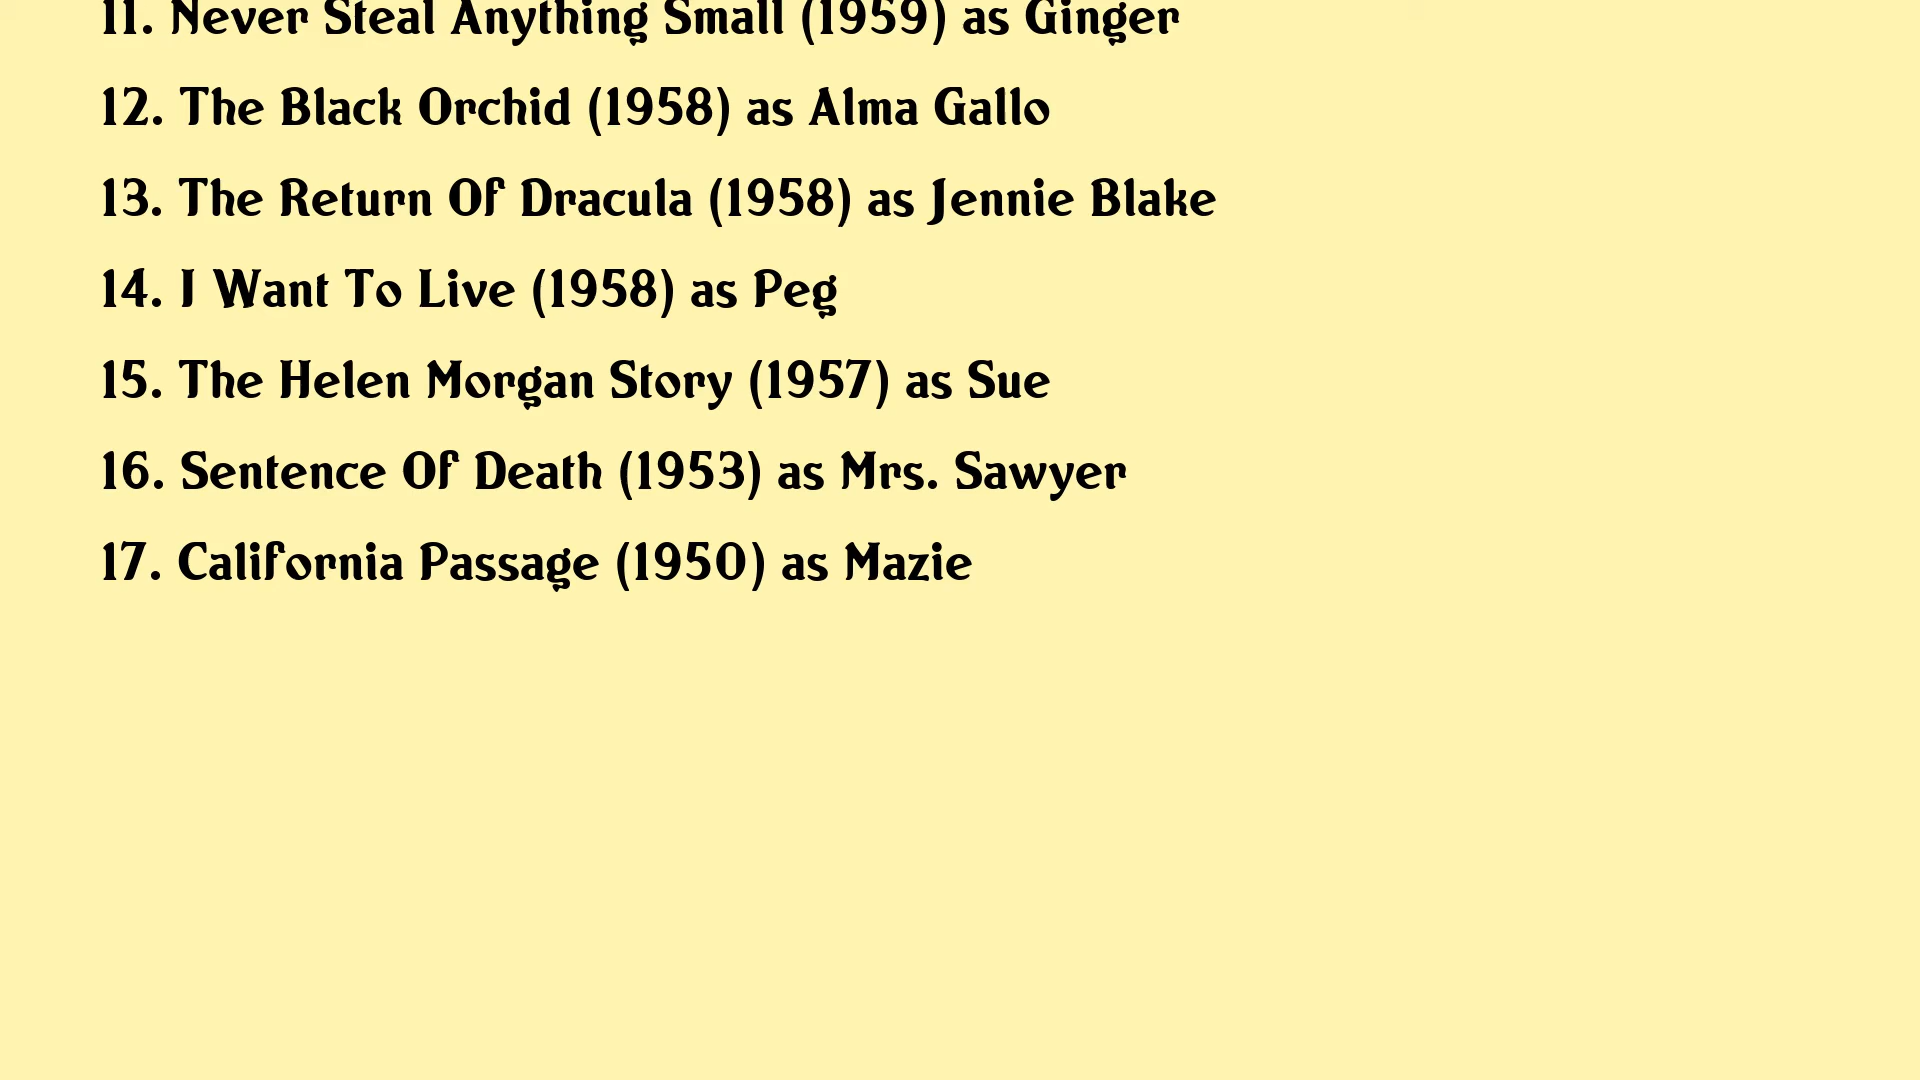 11. Never Steal Anything Small (1959) as Ginger
12. The Black Orchid (1958) as Alma Gallo
13. The Return Of Dracula (1958) as Jennie Blake
14. I Want To Live (1958) as Peg
15. The Helen Morgan Story (1957) as Sue
16. Sentence Of Death (1953) as Mrs. Sawyer
17. California Passage (1950) as Mazie